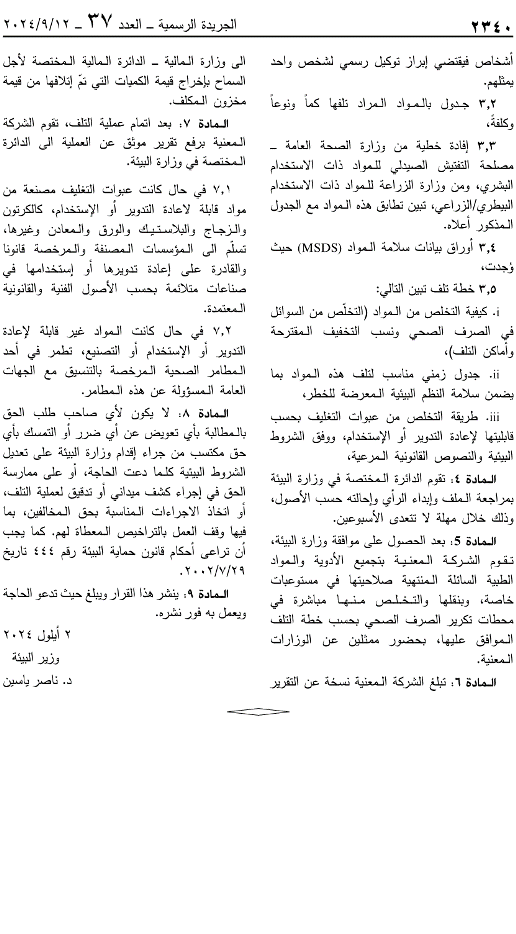 ٢٣٤٠
الجريدة الرسمية ـ العدد ٣٧ ـ ٢٠٢٤/٩/١٢
أشخاص فيقتضي إبراز توكيل رسمي لشخص واحد
يمثلهم.
٣,٢ جدول بالمواد المراد تلفها كماً ونوعاً
وكلفةً،
٣.٣ إفادة خطية من وزارة الصحة العامة ـ
مصلحة التفتيش الصيدلي للمواد ذات الاستخدام
البشري، ومن وزارة الزراعة للمواد ذات الاستخدام
البيطري/الزراعي، تبين تطابق هذه المواد مع الجدول
المذكور أعلاه.
٣.٤ أوراق بيانات سلامة المواد (MSDS) حيث
وُجدت،
٣,٥ خطة تلف تبين التالي:
i. كيفية التخلص من المواد (التخلّص من السوائل
في الصرف الصحي ونسب التخفيف المقترحة
وأماكن التلف)،
ii. جدول زمني مناسب لتلف هذه المواد بما
يضمن سلامة النظم البيئية المعرضة للخطر،
iii. طريقة التخلص من عبوات التغليف بحسب
قابليتها لإعادة التدوير أو الإستخدام، ووفق الشروط
البيئية والنصوص القانونية المرعية،
المادة ٤: تقوم الدائرة المختصة في وزارة البيئة
بمراجعة الملف وإبداء الرأي وإحالته حسب الأصول،
وذلك خلال مهلة لا تتعدى الأسبوعين.
المادة 5: بعد الحصول على موافقة وزارة البيئة،
تقوم الشركة المعنية بتجميع الأدوية والمواد
الطبية السائلة المنتهية صلاحيتها في مستوعبات
خاصة، وبنقلها والتخلص منها مباشرة في
محطات تكرير الصرف الصحي بحسب خطة التلف
الموافق عليها، بحضور ممثلين عن الوزارات
المعنية.
المادة ٦: تبلغ الشركة المعنية نسخة عن التقرير
الى وزارة المالية ـ الدائرة المالية المختصة لأجل
السماح بإخراج قيمة الكميات التي تمّ إتلافها من قيمة
مخزون المكلف.
المادة ٧: بعد اتمام عملية التلف، تقوم الشركة
المعنية برفع تقرير موثق عن العملية الى الدائرة
المختصة في وزارة البيئة.
٧,١ في حال كانت عبوات التغليف مصنعة من
مواد قابلة لاعادة التدوير أو الإستخدام، كالكرتون
والزجاج والبلاستيك والورق والمعادن وغيرها،
تسلّم الى المؤسسات المصنفة والمرخصة قانونا
والقادرة على إعادة تدويرها أو إستخدامها في
صناعات متلائمة بحسب الأصول الفنية والقانونية
المعتمدة.
٧.٢ في حال كانت المواد غير قابلة لإعادة
التدوير أو الإستخدام أو التصنيع، تطمر في أحد
المطامر الصحية المرخصة بالتنسيق مع الجهات
العامة المسؤولة عن هذه المطامر.
المادة ٨: لا يكون لأي صاحب طلب الحق
بالمطالبة بأي تعويض عن أي ضرر أو التمسك بأي
حق مكتسب من جراء إقدام وزارة البيئة على تعديل
الشروط البيئية كلما دعت الحاجة، أو على ممارسة
الحق في إجراء كشف ميداني أو تدقيق لعملية التلف،
أو اتخاذ الاجراءات المناسبة بحق المخالفين، بما
فيها وقف العمل بالتراخيص المعطاة لهم. كما يجب
أن تراعى أحكام قانون حماية البيئة رقم ٤٤٤ تاريخ
٢٠٠٢/٧/٢٩.
المادة ٩: ينشر هذا القرار ويبلغ حيث تدعو الحاجة
ويعمل به فور نشره.
٢ أيلول ٢٠٢٤
وزير البيئة
د. ناصر ياسين